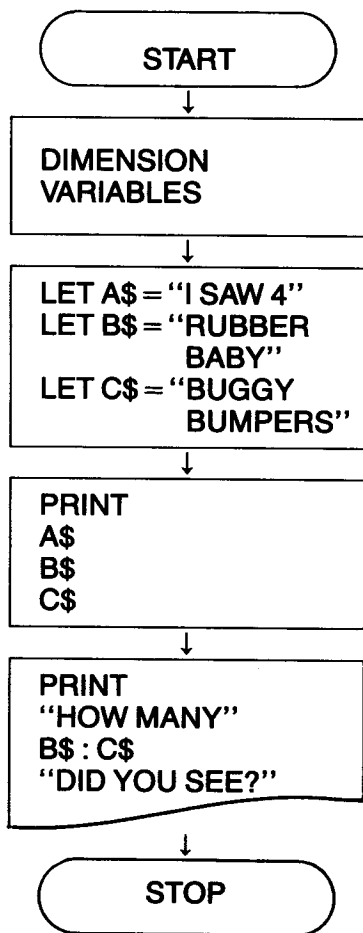 START
DIMENSION
VARIABLES
LET A$ = “I SAW 4”
LET B$ = “RUBBER
BABY”
LET C$ = “BUGGY
BUMPERS”
PRINT
A$
B$
C$
PRINT
“HOW MANY”
B$ : C$
“DID YOU SEE?”
STOP